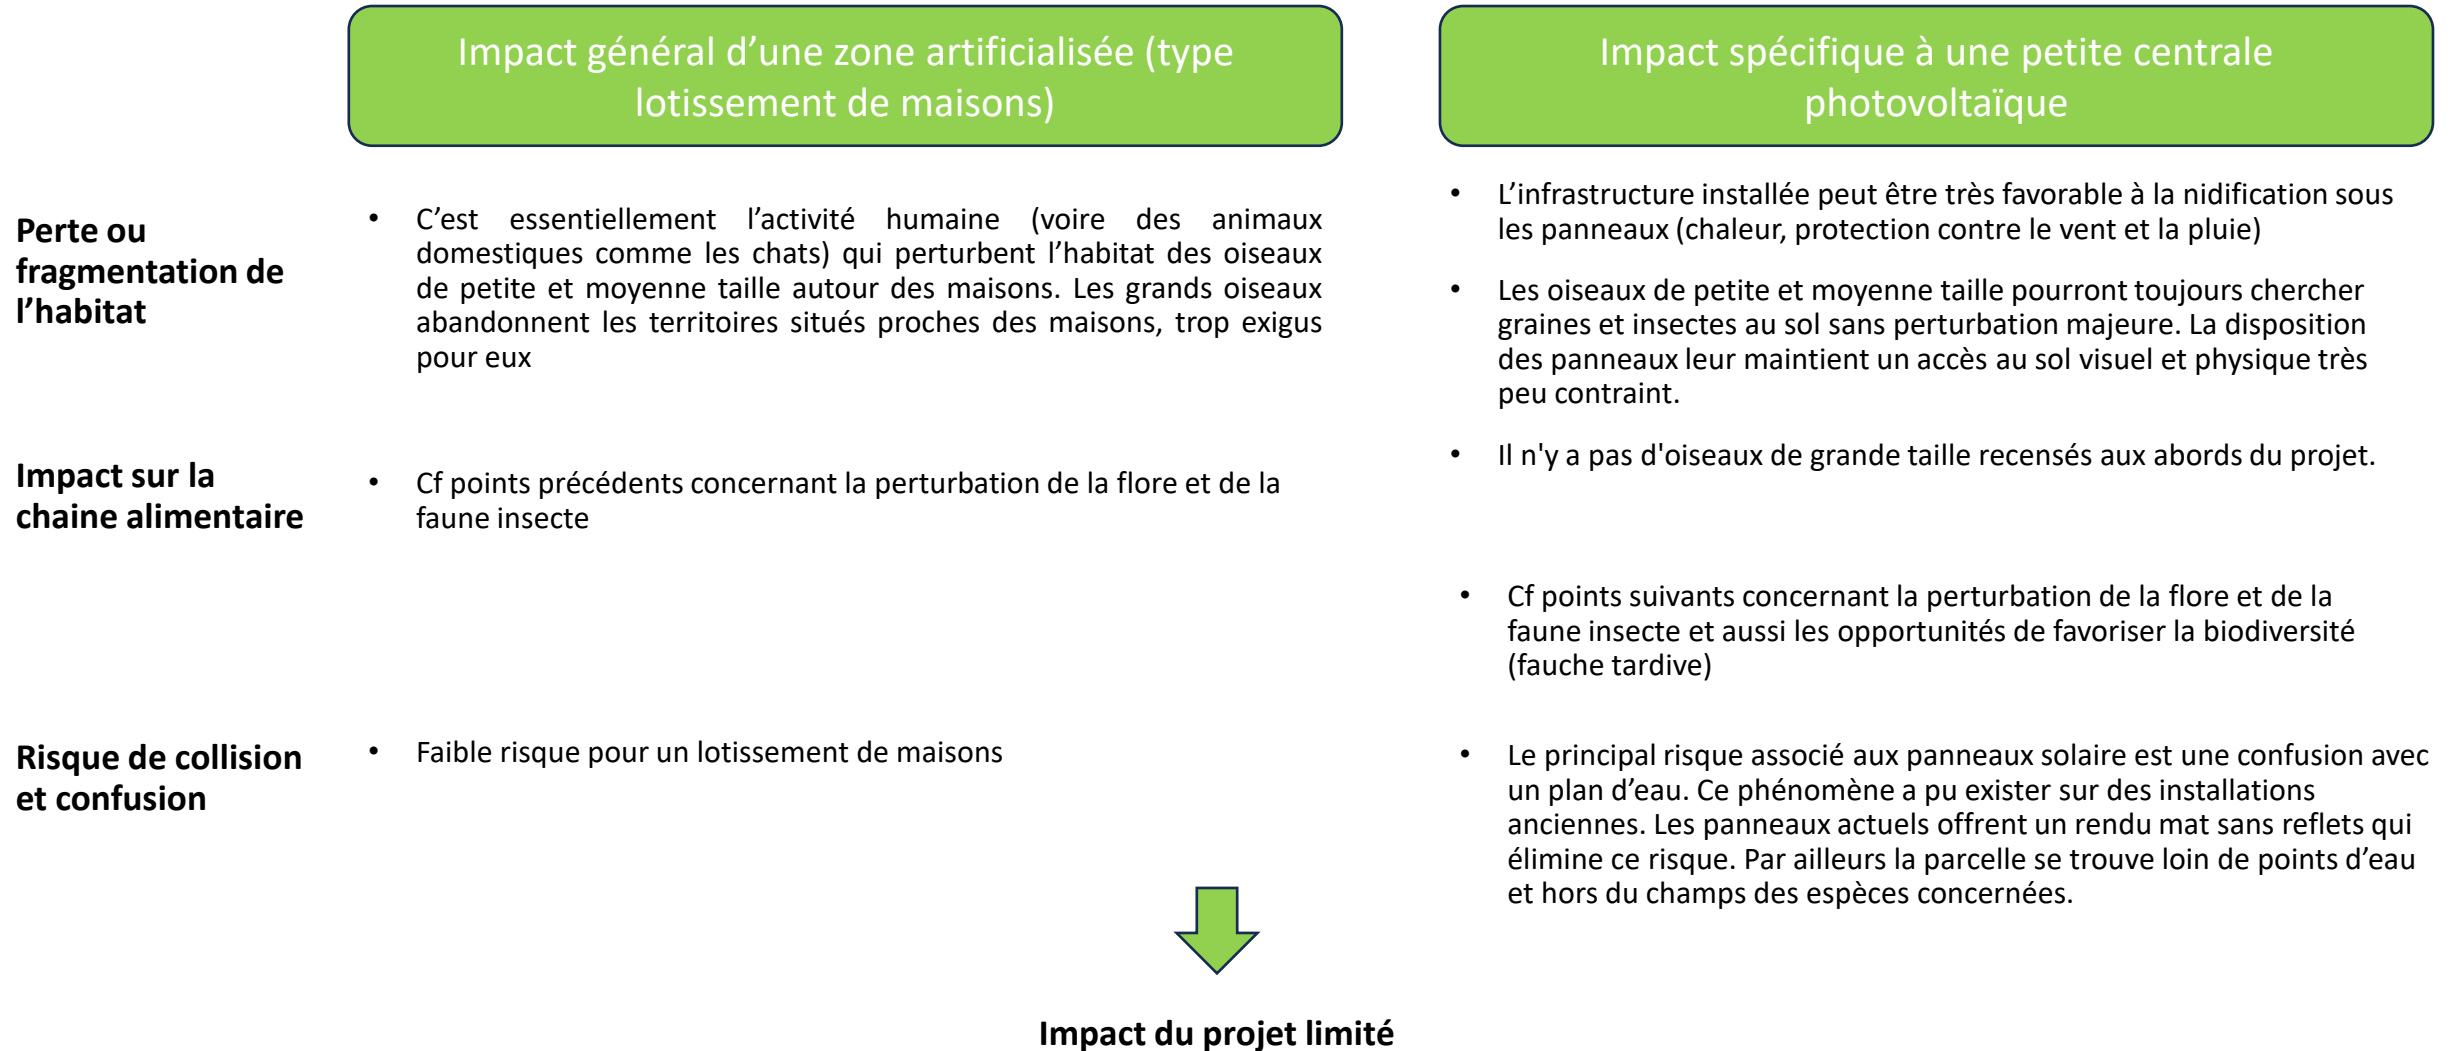 Impact général d’une zone artificialisée (type
lotissement de maisons)
Impact spécifique à une petite centrale
photovoltaïque
Perte ou
fragmentation de
l’habitat
• C’est essentiellement l’activité humaine (voire des animaux
domestiques comme les chats) qui perturbent l’habitat des oiseaux
de petite et moyenne taille autour des maisons. Les grands oiseaux
abandonnent les territoires situés proches des maisons, trop exigus
pour eux
• L’infrastructure installée peut être très favorable à la nidification sous
les panneaux (chaleur, protection contre le vent et la pluie)
• Les oiseaux de petite et moyenne taille pourront toujours chercher
graines et insectes au sol sans perturbation majeure. La disposition
des panneaux leur maintient un accès au sol visuel et physique très
peu contraint.
• Il n'y a pas d'oiseaux de grande taille recensés aux abords du projet.
Impact sur la
chaine alimentaire
• Cf points précédents concernant la perturbation de la flore et de la
faune insecte
• Cf points suivants concernant la perturbation de la flore et de la
faune insecte et aussi les opportunités de favoriser la biodiversité
(fauche tardive)
Risque de collision
et confusion
• Faible risque pour un lotissement de maisons
• Le principal risque associé aux panneaux solaire est une confusion avec
un plan d’eau. Ce phénomène a pu exister sur des installations
anciennes. Les panneaux actuels offrent un rendu mat sans reflets qui
élimine ce risque. Par ailleurs la parcelle se trouve loin de points d’eau
et hors du champs des espèces concernées.
Impact du projet limité